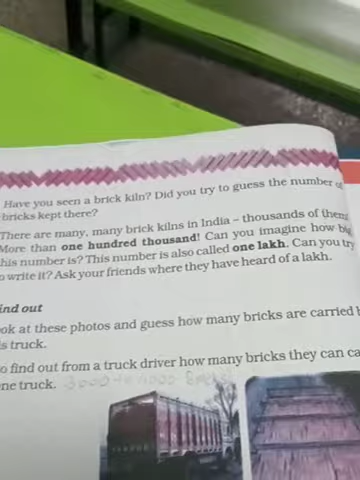 Have you seen a brick kiln? Did you try to guess the number of
bricks kept there?
There are many, many brick kilns in India – thousands of them
More than one hundred thousand! Can you imagine how big
his number is? This number is also called one lakh. Can you try
o write it? Ask your friends where they have heard of a lakh.
ind out
ok at these photos and guess how many bricks are carried
is truck.
o find out from a truck driver how many bricks they can ca
ne truck.